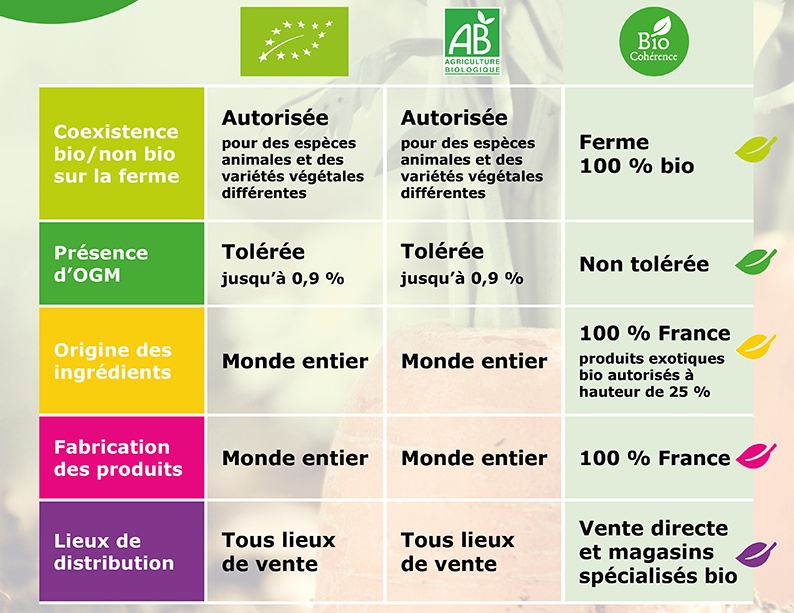 AB
AGRICULTURE
BIOLOGIQUE
Bio
Cohérence
Coexistence
bio/non bio
sur la ferme
Autorisée
pour des espèces
animales et des
variétés végétales
différentes
Autorisée
pour des espèces
animales et des
variétés végétales
différentes
Ferme
100 % bio
Présence
d’OGM
Tolérée
jusqu’à 0,9 %
Tolérée
jusqu’à 0,9 %
Non tolérée
Origine des
ingrédients
Monde entier
Monde entier
100 % France
produits exotiques
bio autorisés à
hauteur de 25 %
Fabrication
des produits
Monde entier
Monde entier
100 % France
Lieux de
distribution
Tous lieux
de vente
Tous lieux
de vente
Vente directe
et magasins
spécialisés bio